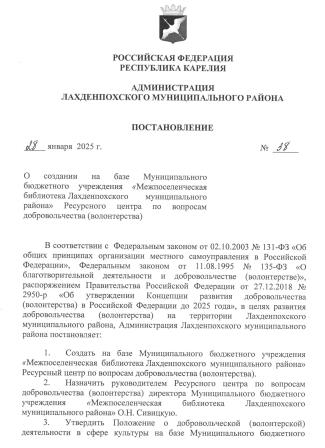 РОССИЙСКАЯ ФЕДЕРАЦИЯ
РЕСПУБЛИКА КАРЕЛИЯ
АДМИНИСТРАЦИЯ
ЛАХДЕНПОХСКОГО МУНИЦИПАЛЬНОГО РАЙОНА
ПОСТАНОВЛЕНИЕ
28 января 2025 г. № 38
О создании на базе Муниципального
бюджетного учреждения «Межпоселенческая
библиотека Лахденпохского муниципального
района» Ресурсного центра по вопросам
добровольчества (волонтерства)
В соответствии с Федеральным законом от 02.10.2003 № 131-ФЗ «Об
общих принципах организации местного самоуправления в Российской
Федерации», Федеральным законом от 11.08.1995 № 135-ФЗ «О
благотворительной деятельности и добровольчестве (волонтерстве)»,
распоряжением Правительства Российской Федерации от 27.12.2018 №
2950-р «Об утверждении Концепции развития добровольчества
(волонтерства) в Российской Федерации до 2025 года», в целях развития
добровольчества (волонтерства) на территории Лахденпохского
муниципального района, Администрация Лахденпохского муниципального
района постановляет:
1. Создать на базе Муниципального бюджетного учреждения
«Межпоселенческая библиотека Лахденпохского муниципального района»
Ресурсный центр по вопросам добровольчества (волонтерства).
2. Назначить руководителем Ресурсного центра по вопросам
добровольчества (волонтерства) директора Муниципального бюджетного
учреждения «Межпоселенческая библиотека Лахденпохского
муниципального района» О.Н. Сивицкую.
3. Утвердить Положение о добровольческой (волонтерской)
деятельности в сфере культуры на базе Муниципального бюджетного